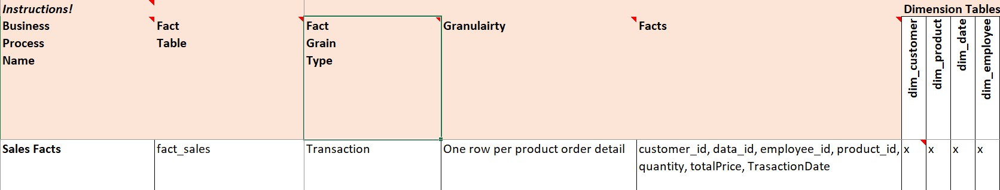 Instructions!
Dimension Tables
Business
Process
Name
Fact
Table
Fact
Grain
Type
Granulairty
Facts
dim_customer
dim_product
dim_date
dim_employee
Sales Facts
fact_sales
Transaction
One row per product order detail
customer_id, data_id, employee_id, product_id,
quantity, totalPrice, TrasactionDate
x
x
x
x